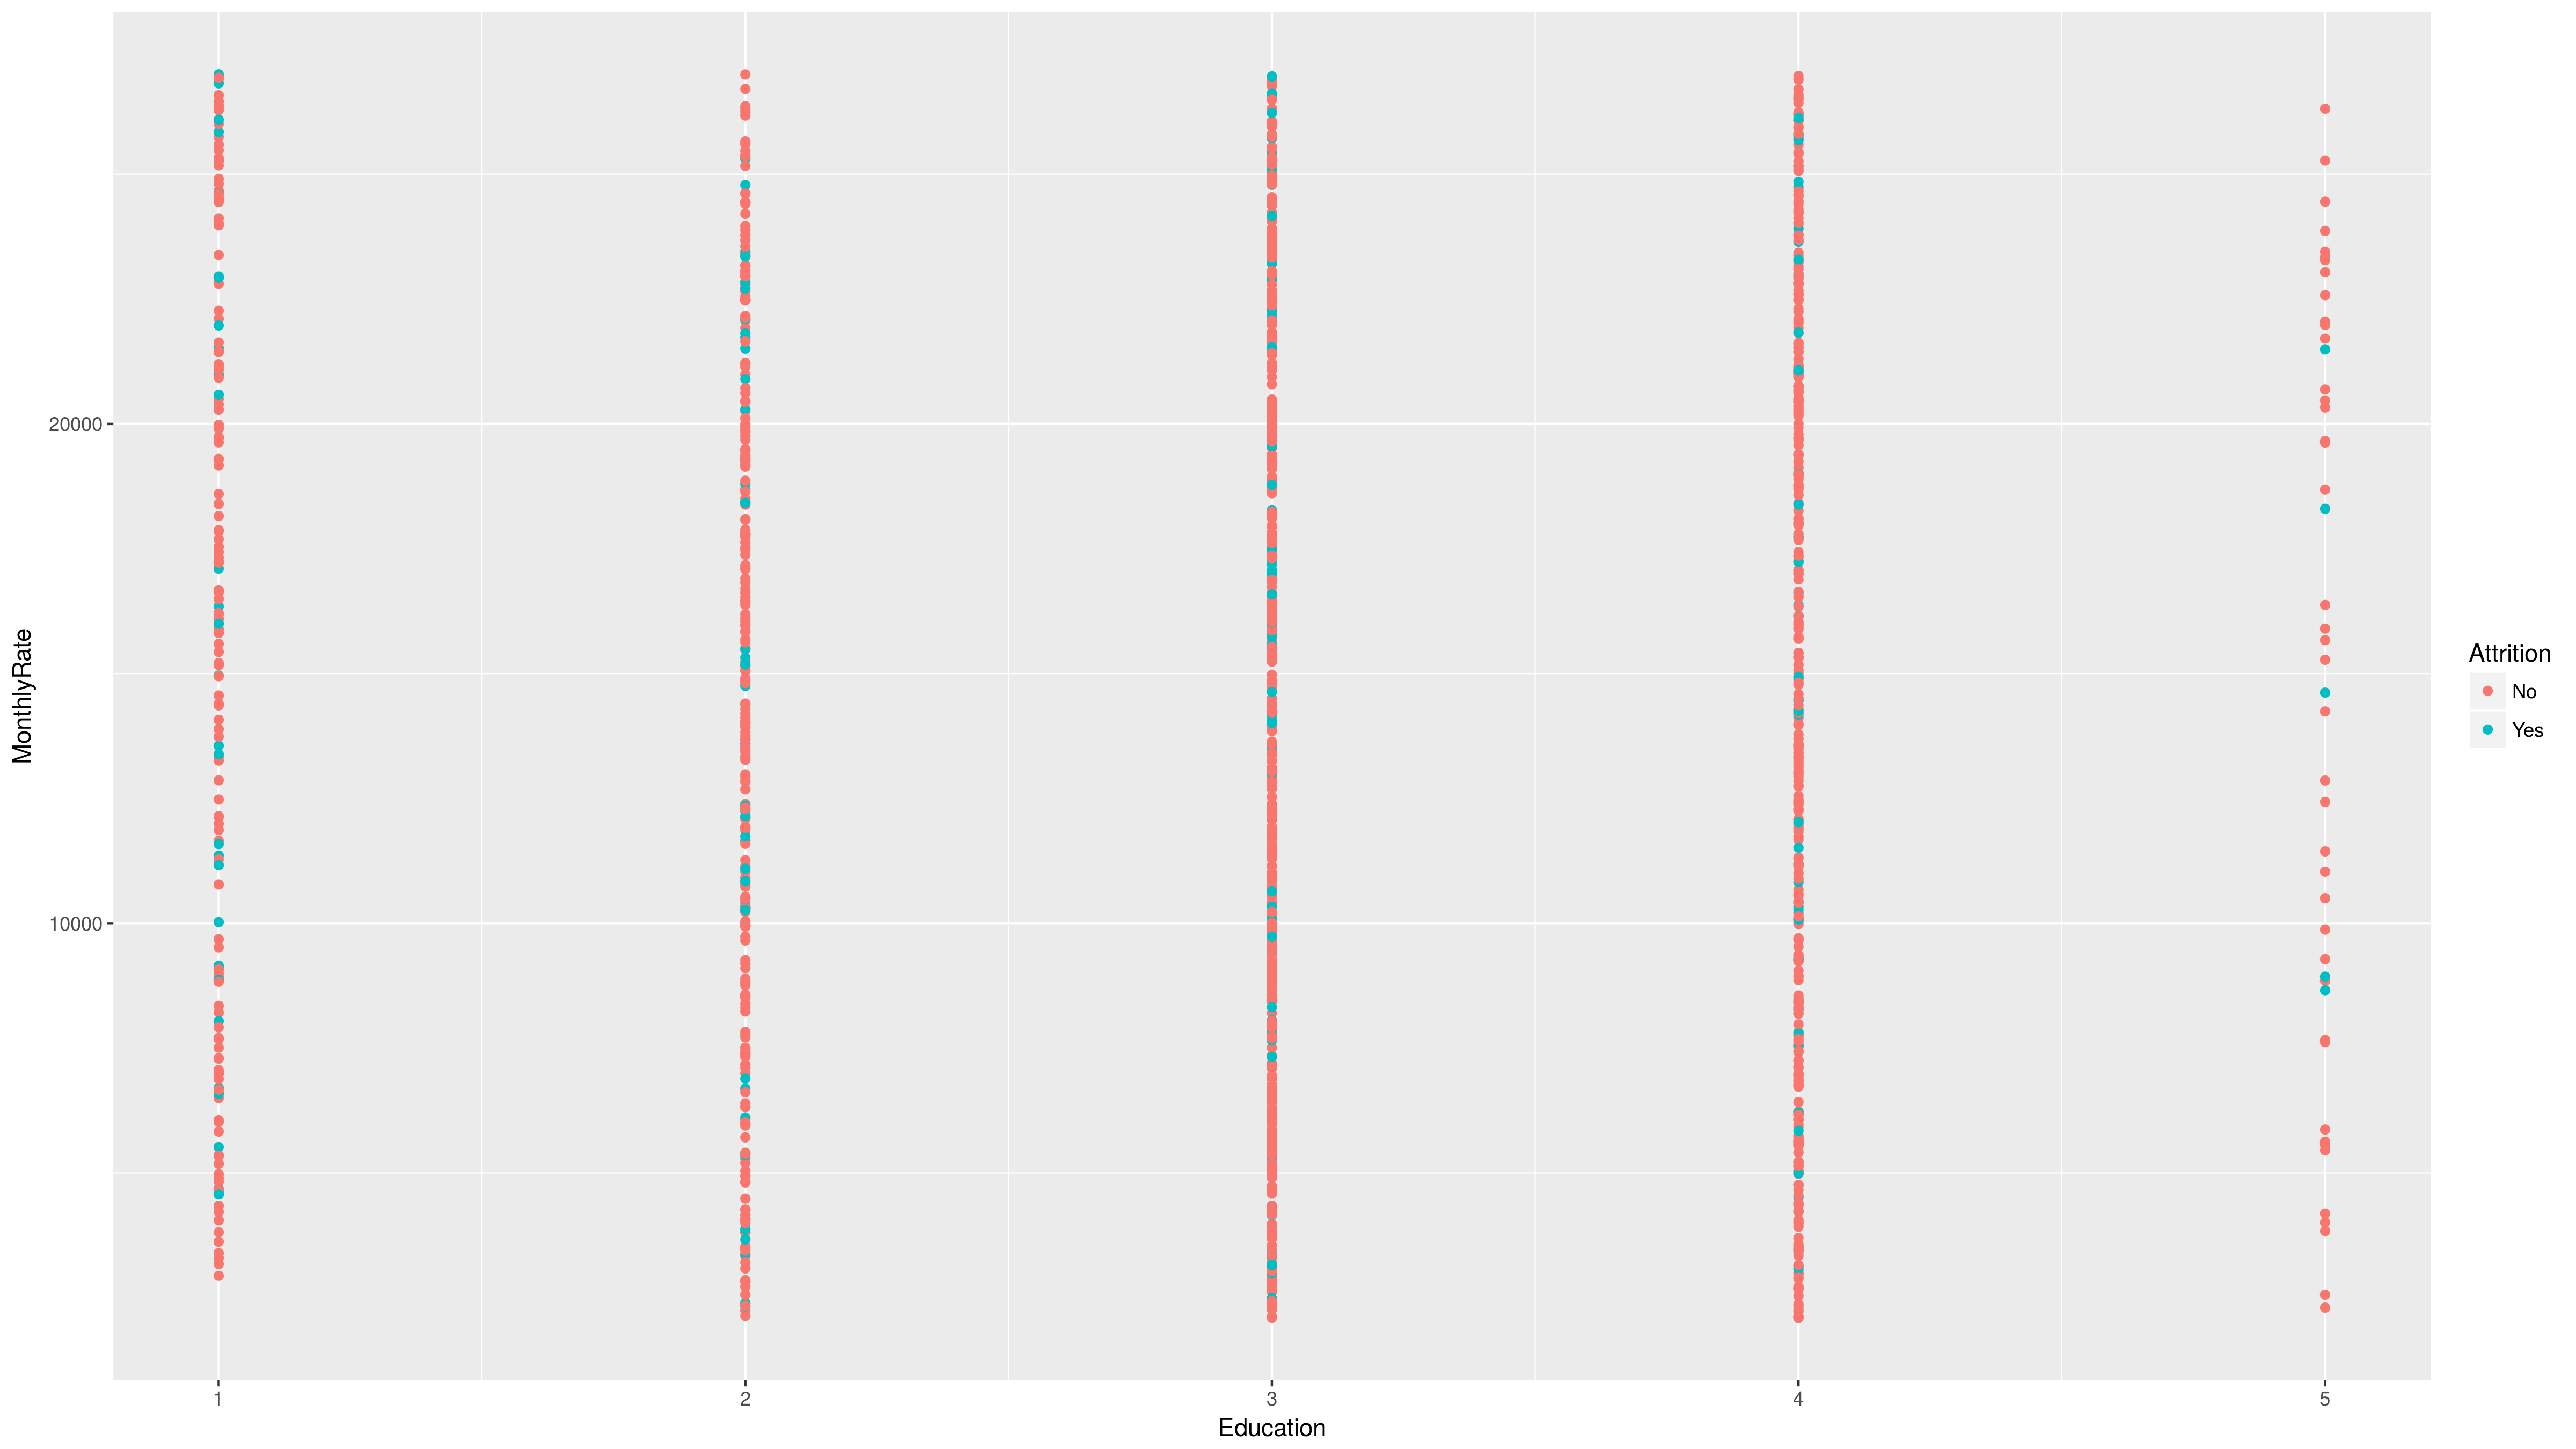 MonthlyRate
20000
10000
1 2 3 4 5
Education
Attrition
No
Yes